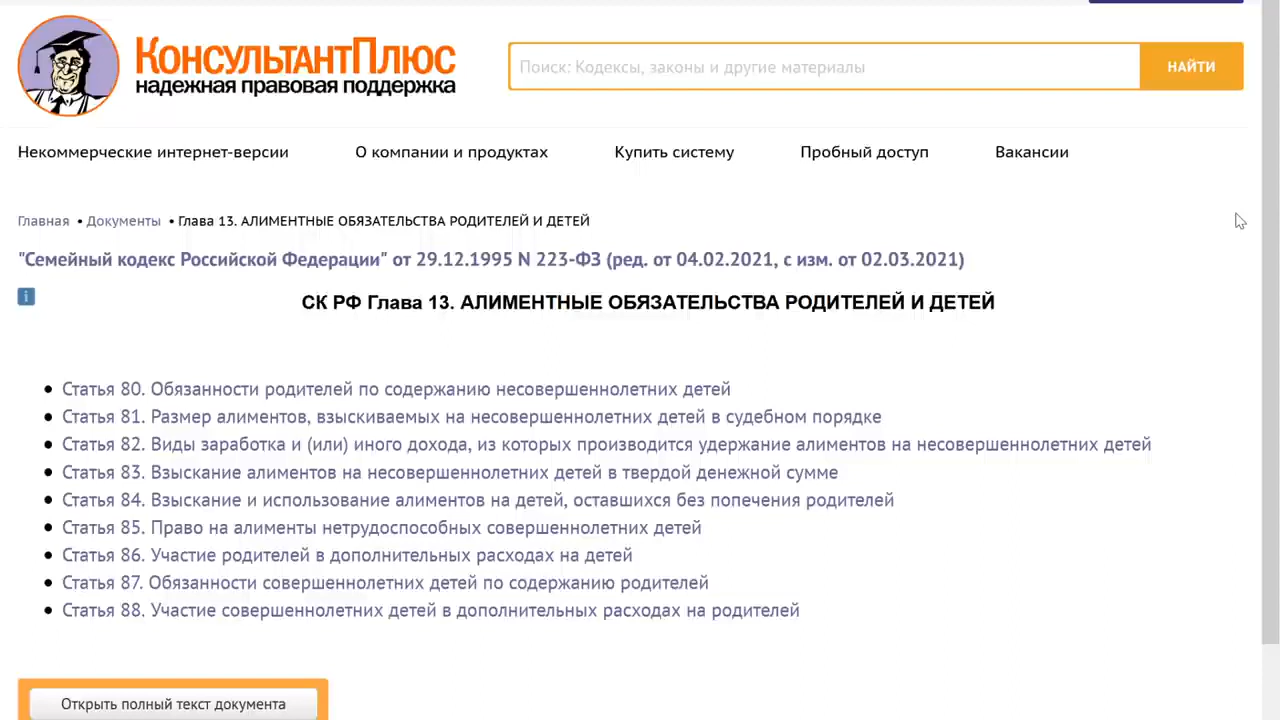 КонсультантПлюс
надежная правовая поддержка
Поиск: Кодексы, законы и другие материалы
НАЙТИ
Некоммерческие интернет-версии О компании и продуктах Купить систему Пробный доступ Вакансии
Главная • Документы • Глава 13. АЛИМЕНТНЫЕ ОБЯЗАТЕЛЬСТВА РОДИТЕЛЕЙ И ДЕТЕЙ
"Семейный кодекс Российской Федерации" от 29.12.1995 N 223-ФЗ (ред. от 04.02.2021, с изм. от 02.03.2021)
i
СК РФ Глава 13. АЛИМЕНТНЫЕ ОБЯЗАТЕЛЬСТВА РОДИТЕЛЕЙ И ДЕТЕЙ
• Статья 80. Обязанности родителей по содержанию несовершеннолетних детей
• Статья 81. Размер алиментов, взыскиваемых на несовершеннолетних детей в судебном порядке
• Статья 82. Виды заработка и (или) иного дохода, из которых производится удержание алиментов на несовершеннолетних детей
• Статья 83. Взыскание алиментов на несовершеннолетних детей в твердой денежной сумме
• Статья 84. Взыскание и использование алиментов на детей, оставшихся без попечения родителей
• Статья 85. Право на алименты нетрудоспособных совершеннолетних детей
• Статья 86. Участие родителей в дополнительных расходах на детей
• Статья 87. Обязанности совершеннолетних детей по содержанию родителей
• Статья 88. Участие совершеннолетних детей в дополнительных расходах на родителей
Открыть полный текст документа